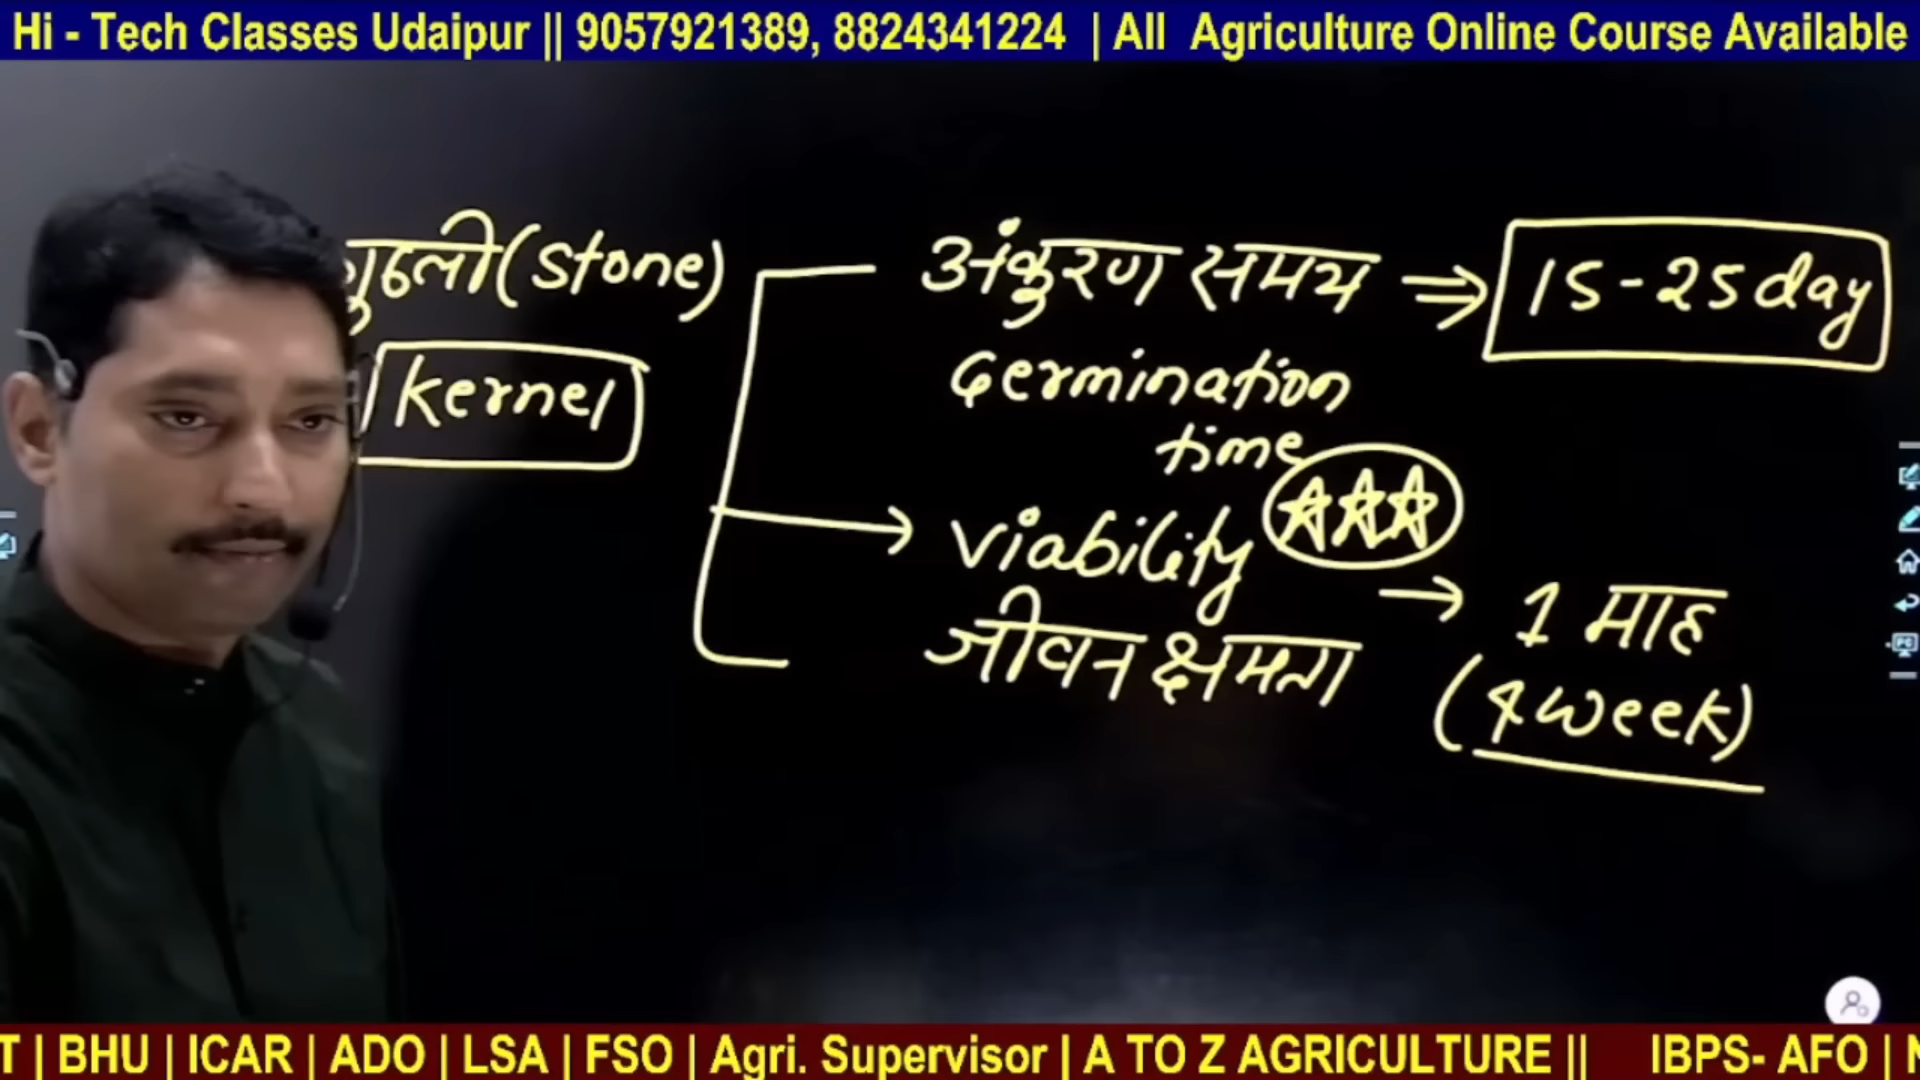 Hi - Tech Classes Udaipur || 9057921389, 8824341224 | All Agriculture Online Course Available
गुठली (stone)
kernel
अंकुरण समय ⇒ 15-25 day
Germination
time
viability
जीवन क्षमता
→ 1 माह
(4 week)
T | BHU | ICAR | ADO | LSA | FSO | Agri. Supervisor | A TO Z AGRICULTURE || IBPS- AFO |